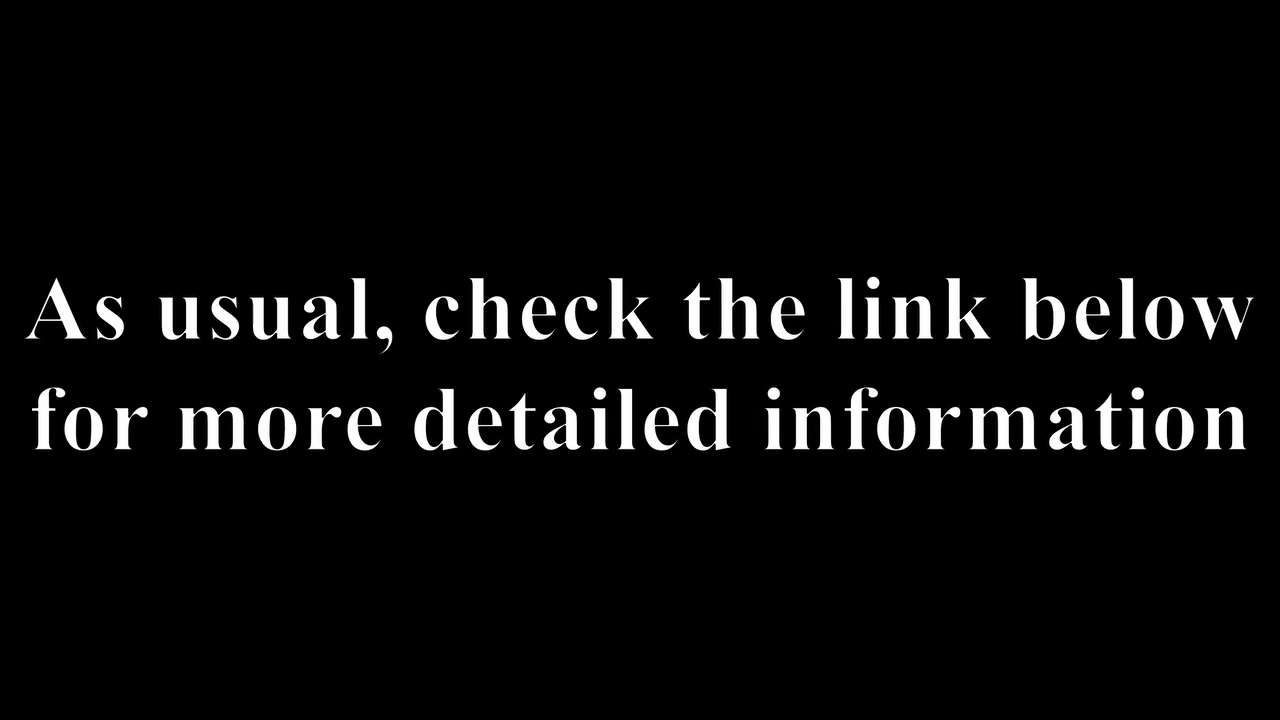 As usual, check the link below
for more detailed information